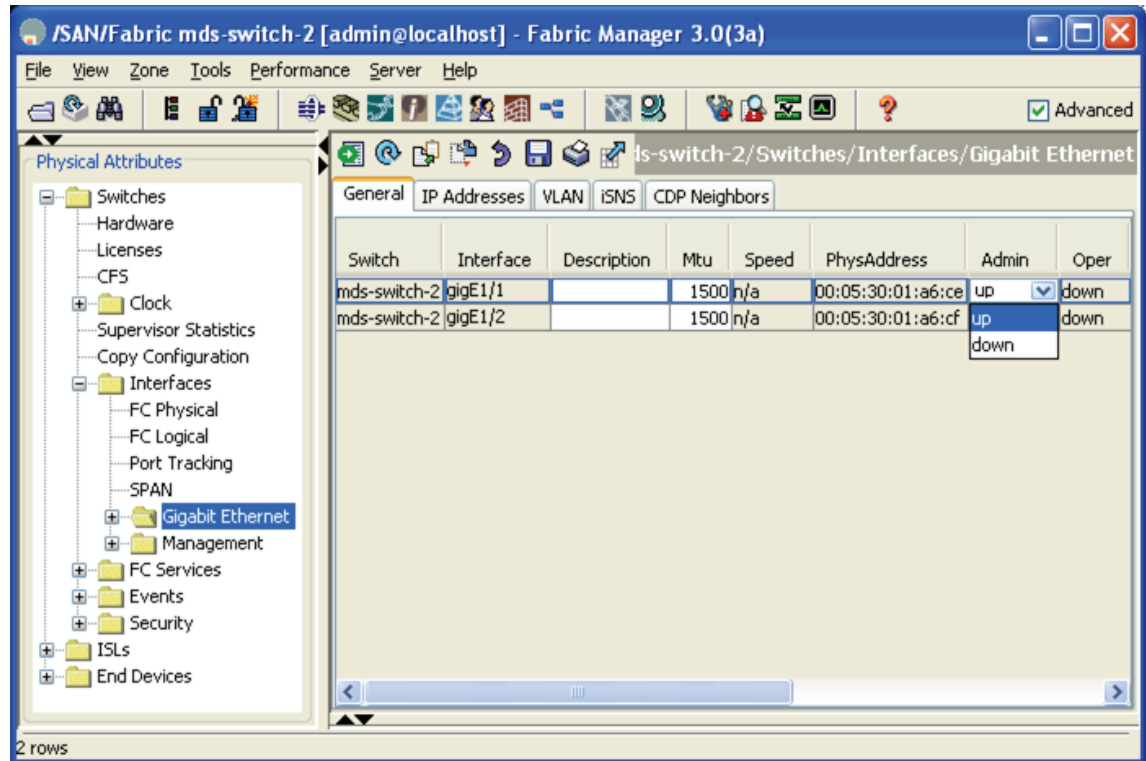 /SAN/Fabric mds-switch-2 [admin@localhost] - Fabric Manager 3.0(3a)
File View Zone Tools Performance Server Help
Advanced
Physical Attributes
Switches
Hardware
Licenses
CFS
Clock
Supervisor Statistics
Copy Configuration
Interfaces
FC Physical
FC Logical
Port Tracking
SPAN
Gigabit Ethernet
Management
FC Services
Events
Security
ISLs
End Devices
ds-switch-2/Switches/Interfaces/Gigabit Ethernet
General IP Addresses VLAN iSNS CDP Neighbors
Switch Interface Description Mtu Speed PhysAddress Admin Oper
mds-switch-2 gigE1/1 1500 n/a 00:05:30:01:a6:ce up down
mds-switch-2 gigE1/2 1500 n/a 00:05:30:01:a6:cf up down
down
2 rows